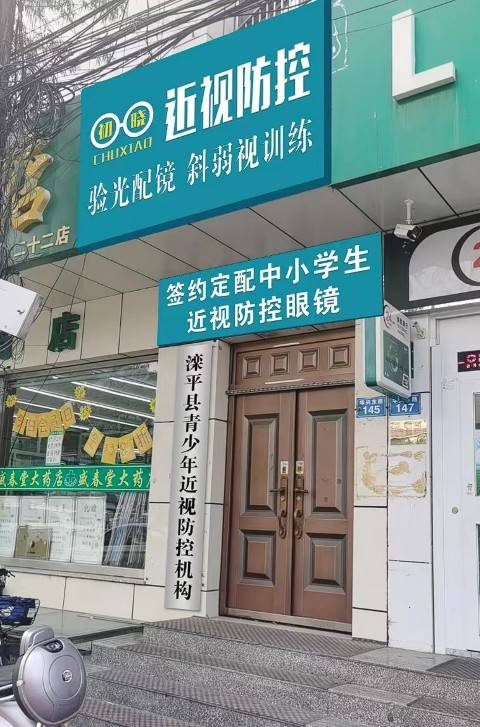 初晓
CHUXIAO
近视防控
验光配镜 斜弱视训练
二十二店
签约定配中小学生
近视防控眼镜
店
滦平县青少年近视防控机构
盛春堂大药店 盛春堂大药店
145
147
L